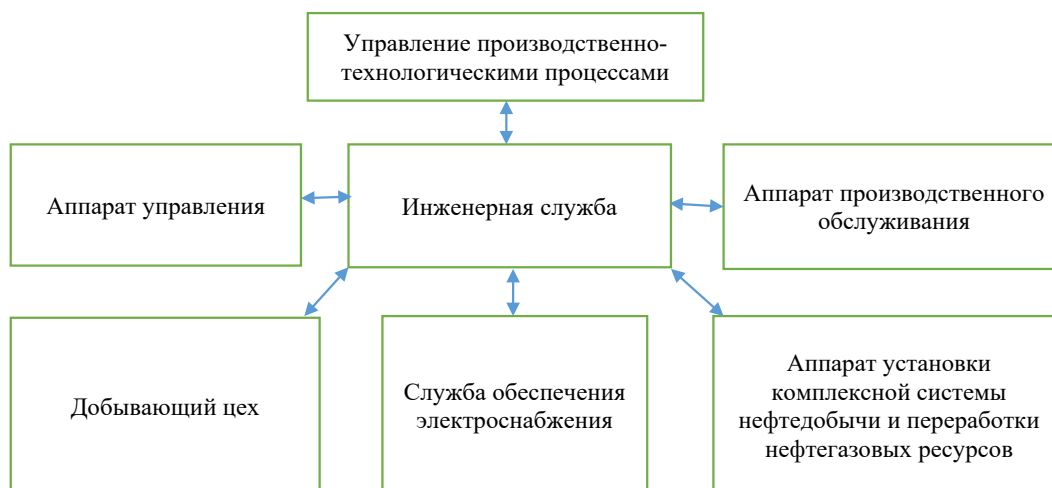 Управление производственно-
технологическими процессами
Аппарат управления
Инженерная служба
Аппарат производственного
обслуживания
Добывающий цех
Служба обеспечения
электроснабжения
Аппарат установки
комплексной системы
нефтедобычи и переработки
нефтегазовых ресурсов